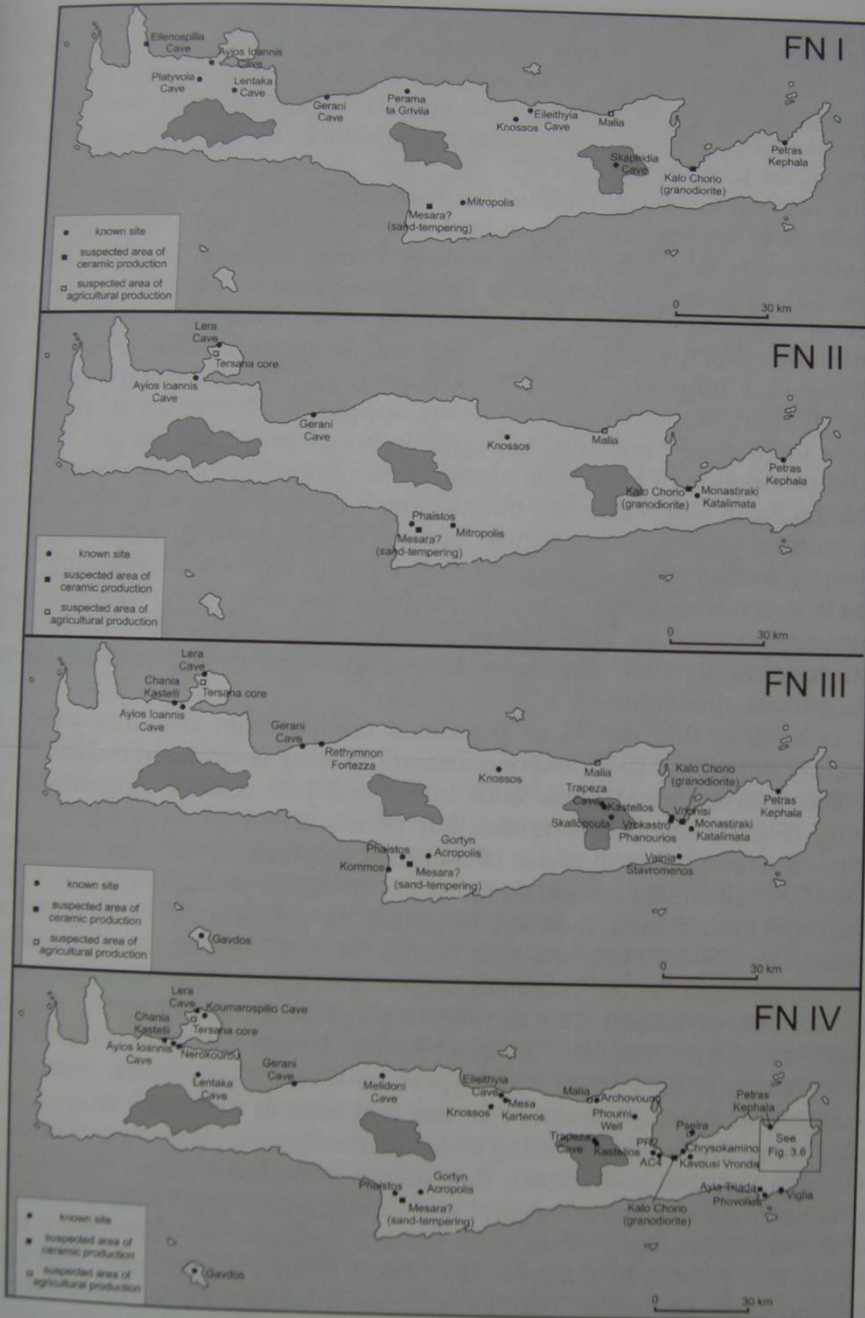 FN I
Ellenospilia
Cave
Ayios Ioannis
Cave
Platyvola
Cave
Lentaka
Cave
Gerani
Cave
Perama
ta Grivila
Knossos
Eileithyia
Cave
Malia
Skaphidia
Cave
Kalo Chorio
(granodiorite)
Petras
Kephala
Mitropolis
Mesara?
(sand-tempering)
known site
suspected area of
ceramic production
suspected area of
agricultural production
0 30 km
FN II
Lera
Cave
Tersana core
Ayios Ioannis
Cave
Gerani
Cave
Knossos
Malia
Petras
Kephala
Kalo Chorio
(granodiorite)
Monastiraki
Katalimata
Phaistos
Mitropolis
Mesara?
(sand-tempering)
known site
suspected area of
ceramic production
suspected area of
agricultural production
0 30 km
FN III
Lera
Cave
Tersana core
Chania
Kastelli
Ayios Ioannis
Cave
Gerani
Cave
Rethymnon
Fortezza
Knossos
Malia
Kalo Chorio
(granodiorite)
Trapeza
Cave
Kastellos
Skallopoula
Vrokastro
Phanourios
Vronisi
Monastiraki
Katalimata
Petras
Kephala
Vainia
Stavromenos
Phaistos
Gortyn
Acropolis
Kommos
Mesara?
(sand-tempering)
known site
suspected area of
ceramic production
suspected area of
agricultural production
Gavdos
0 30 km
FN IV
Lera
Cave
Koumarospilio Cave
Tersana core
Chania
Kastelli
Ayios Ioannis
Cave
Nerokourou
Lentaka
Cave
Gerani
Cave
Melidoni
Cave
Eileithyia
Cave
Mesa
Karteros
Knossos
Malia
Archovouno
Phourni
Well
Trapeza
Cave
Kastellos
PR2
AC4
Pseira
Chrysokamino
Kavousi Vronda
Kalo Chorio
(granodiorite)
Petras
Kephala
See
Fig. 3.6
Ayia Triada
Phovolies
Viglia
Phaistos
Gortyn
Acropolis
Mesara?
(sand-tempering)
known site
suspected area of
ceramic production
suspected area of
agricultural production
Gavdos
0 30 km